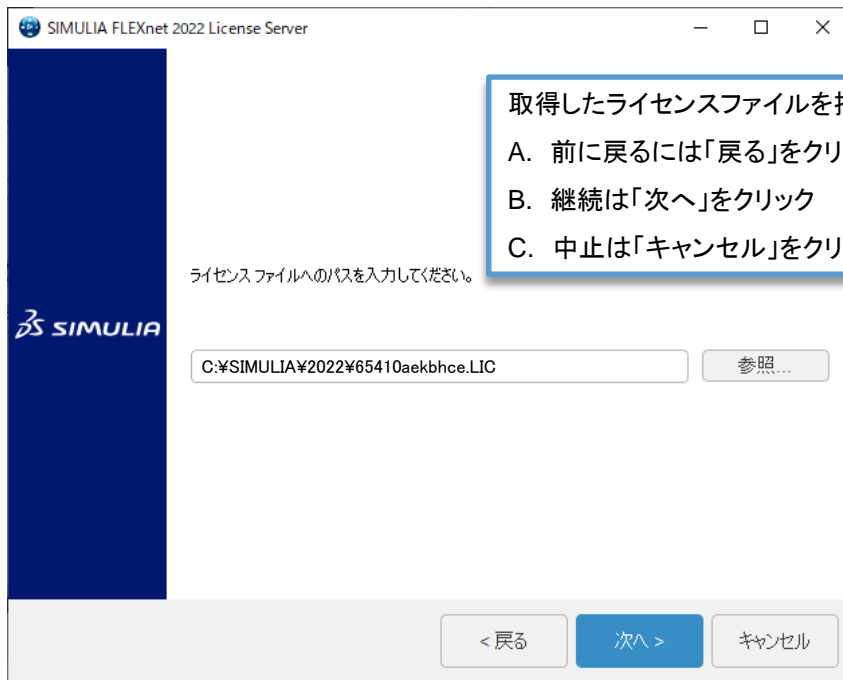 SIMULIA FLEXnet 2022 License Server
取得したライセンスファイルを
A. 前に戻るには「戻る」をクリ
B. 継続は「次へ」をクリック
C. 中止は「キャンセル」をクリ
ライセンス ファイルへのパスを入力してください。
SIMULIA
C:¥SIMULIA¥2022¥65410aekbhce.LIC
参照...
< 戻る
次へ >
キャンセル